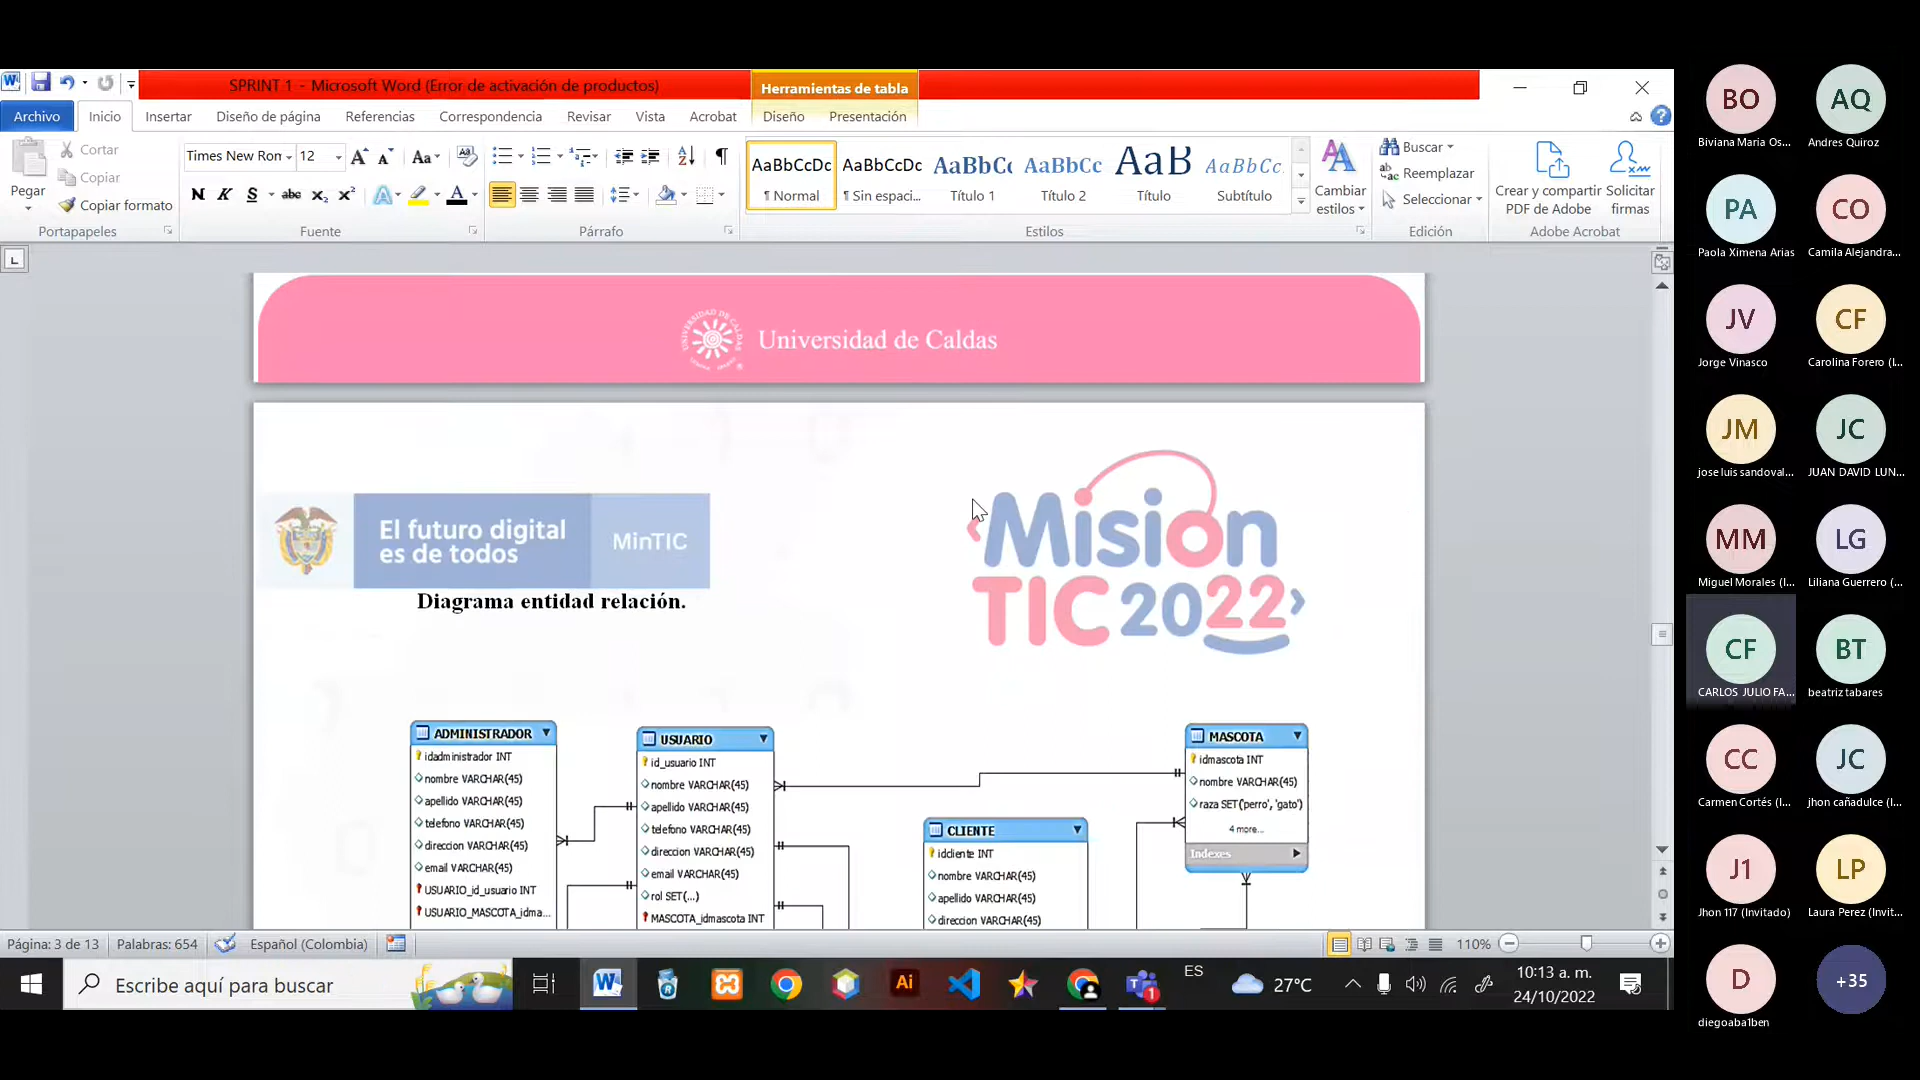 SPRINT 1 - Microsoft Word (Error de activación de productos)
Herramientas de tabla
Archivo Inicio Insertar Diseño de página Referencias Correspondencia Revisar Vista Acrobat Diseño Presentación
Pegar
Cortar
Copiar
Copiar formato
Portapapeles
Times New Ron 12
Fuente
Párrafo
AaBbCcDc AaBbCcDc AaBbCc AaBbCc AaB AaBbCc.
¶ Normal ¶ Sin espaci... Título 1 Título 2 Título Subtítulo
Estilos
Cambiar
estilos
Buscar
Reemplazar
Seleccionar
Edición
Crear y compartir
PDF de Adobe
Solicitar
firmas
Adobe Acrobat
UNIVERSIDAD DE CALDAS
Universidad de Caldas
El futuro digital
es de todos
MinTIC
Misión
TIC 2022
Diagrama entidad relación.
ADMINISTRADOR
idadministrador INT
nombre VARCHAR(45)
apellido VARCHAR(45)
telefono VARCHAR(45)
direccion VARCHAR(45)
email VARCHAR(45)
USUARIO_id_usuario INT
USUARIO_MASCOTA_idma...
USUARIO
id_usuario INT
nombre VARCHAR(45)
apellido VARCHAR(45)
telefono VARCHAR(45)
direccion VARCHAR(45)
email VARCHAR(45)
rol SET(...)
MASCOTA_idmascota INT
CLIENTE
idcliente INT
nombre VARCHAR(45)
apellido VARCHAR(45)
direccion VARCHAR(45)
MASCOTA
idmascota INT
nombre VARCHAR(45)
raza SET('perro', 'gato')
4 more...
Indexes
Página: 3 de 13 Palabras: 654 Español (Colombia) 110%
Escribe aquí para buscar
Ai
1
ES
27°C
10:13 a. m.
24/10/2022
BO
Biviana Maria Os...
AQ
Andres Quiroz
PA
Paola Ximena Arias
CO
Camila Alejandra...
JV
Jorge Vinasco
CF
Carolina Forero (I...
JM
jose luis sandoval...
JC
JUAN DAVID LUN...
MM
Miguel Morales (I...
LG
Liliana Guerrero (...
CF
CARLOS JULIO FA...
BT
beatriz tabares
CC
Carmen Cortés (I...
JC
jhon cañadulce (I...
J1
Jhon 117 (Invitado)
LP
Laura Perez (Invit...
D
diegoaba1ben
+35